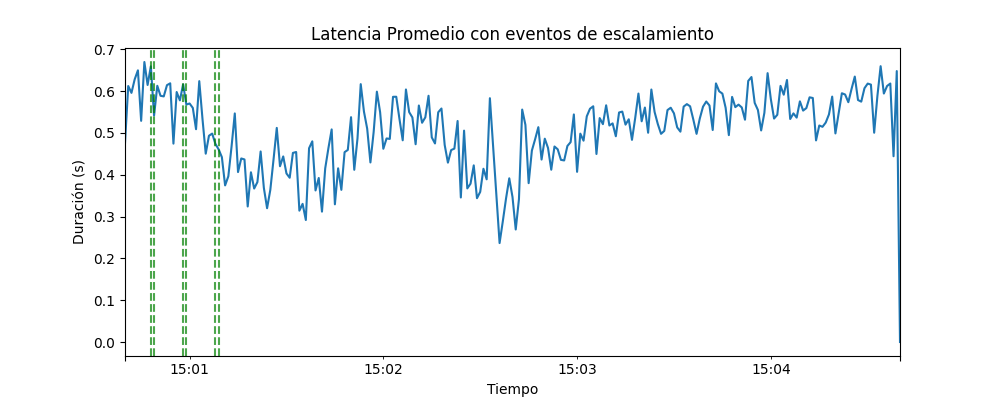 Latencia Promedio con eventos de escalamiento
Duración (s)
0.7
0.6
0.5
0.4
0.3
0.2
0.1
0.0
15:01 15:02 15:03 15:04
Tiempo